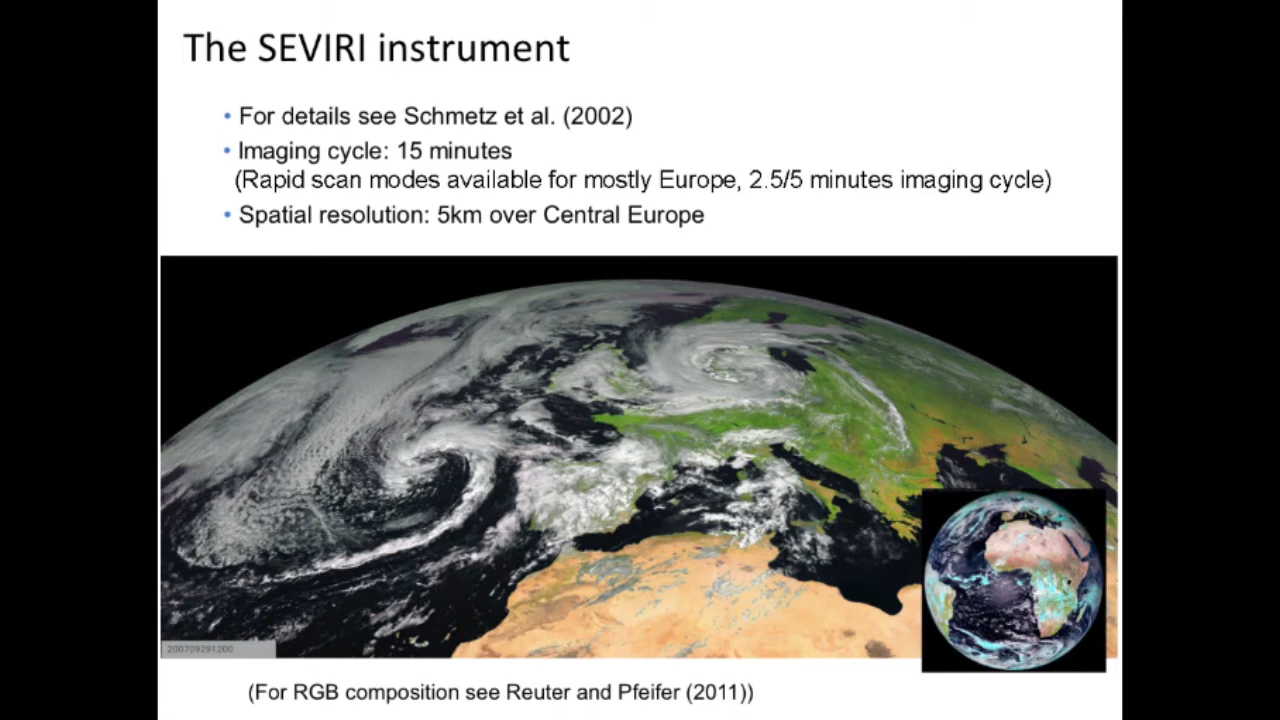 The SEVIRI instrument
• For details see Schmetz et al. (2002)
• Imaging cycle: 15 minutes
(Rapid scan modes available for mostly Europe, 2.5/5 minutes imaging cycle)
• Spatial resolution: 5km over Central Europe
200709291200
(For RGB composition see Reuter and Pfeifer (2011))